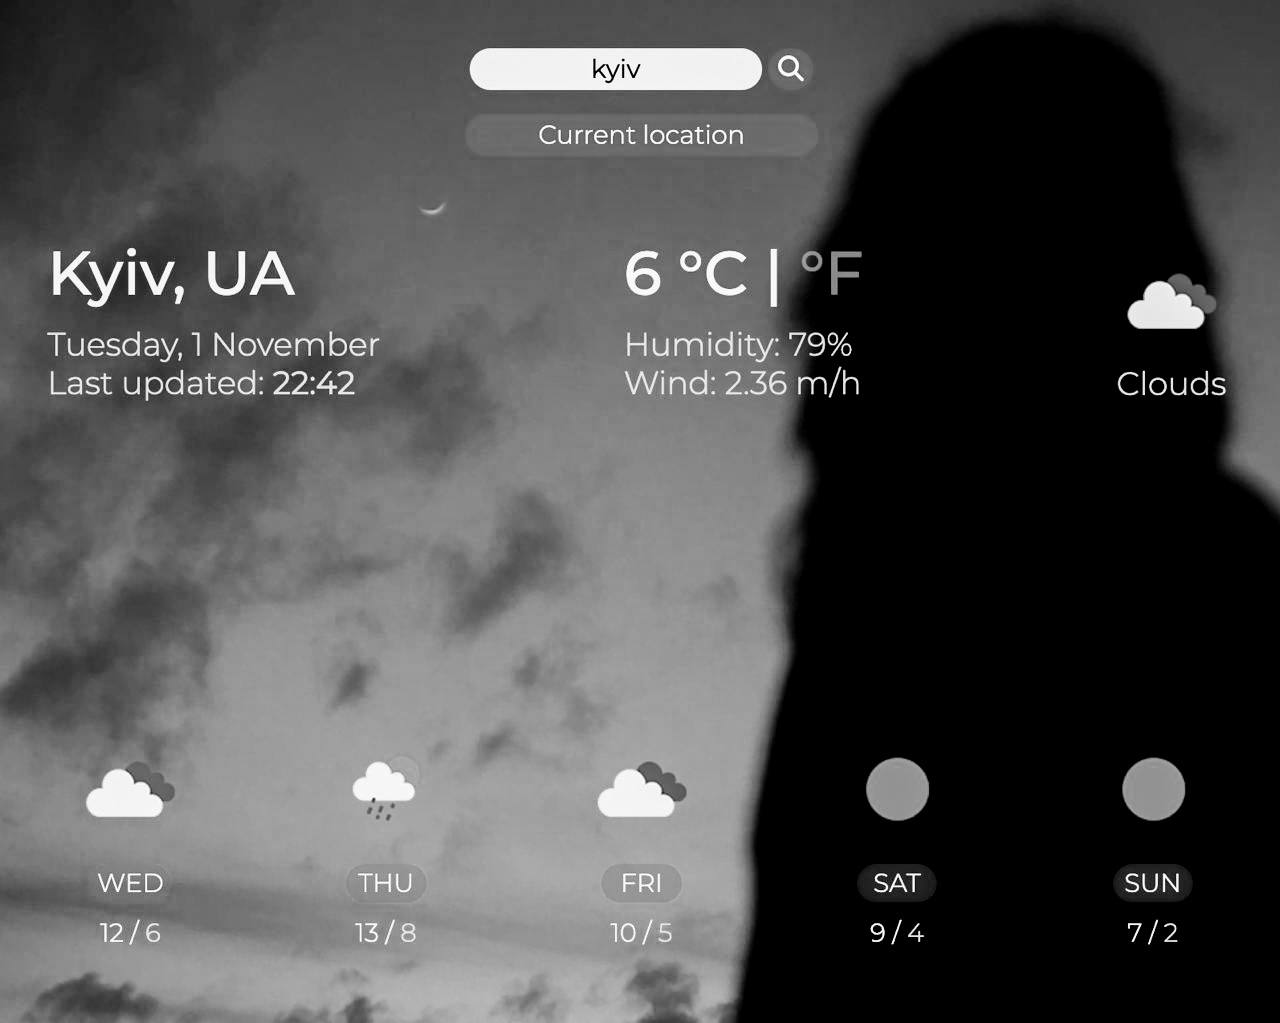 kyiv
Current location
Kyiv, UA
Tuesday, 1 November
Last updated: 22:42
6 °C | °F
Humidity: 79%
Wind: 2.36 m/h
Clouds
WED
12 / 6
THU
13 / 8
FRI
10 / 5
SAT
9 / 4
SUN
7 / 2